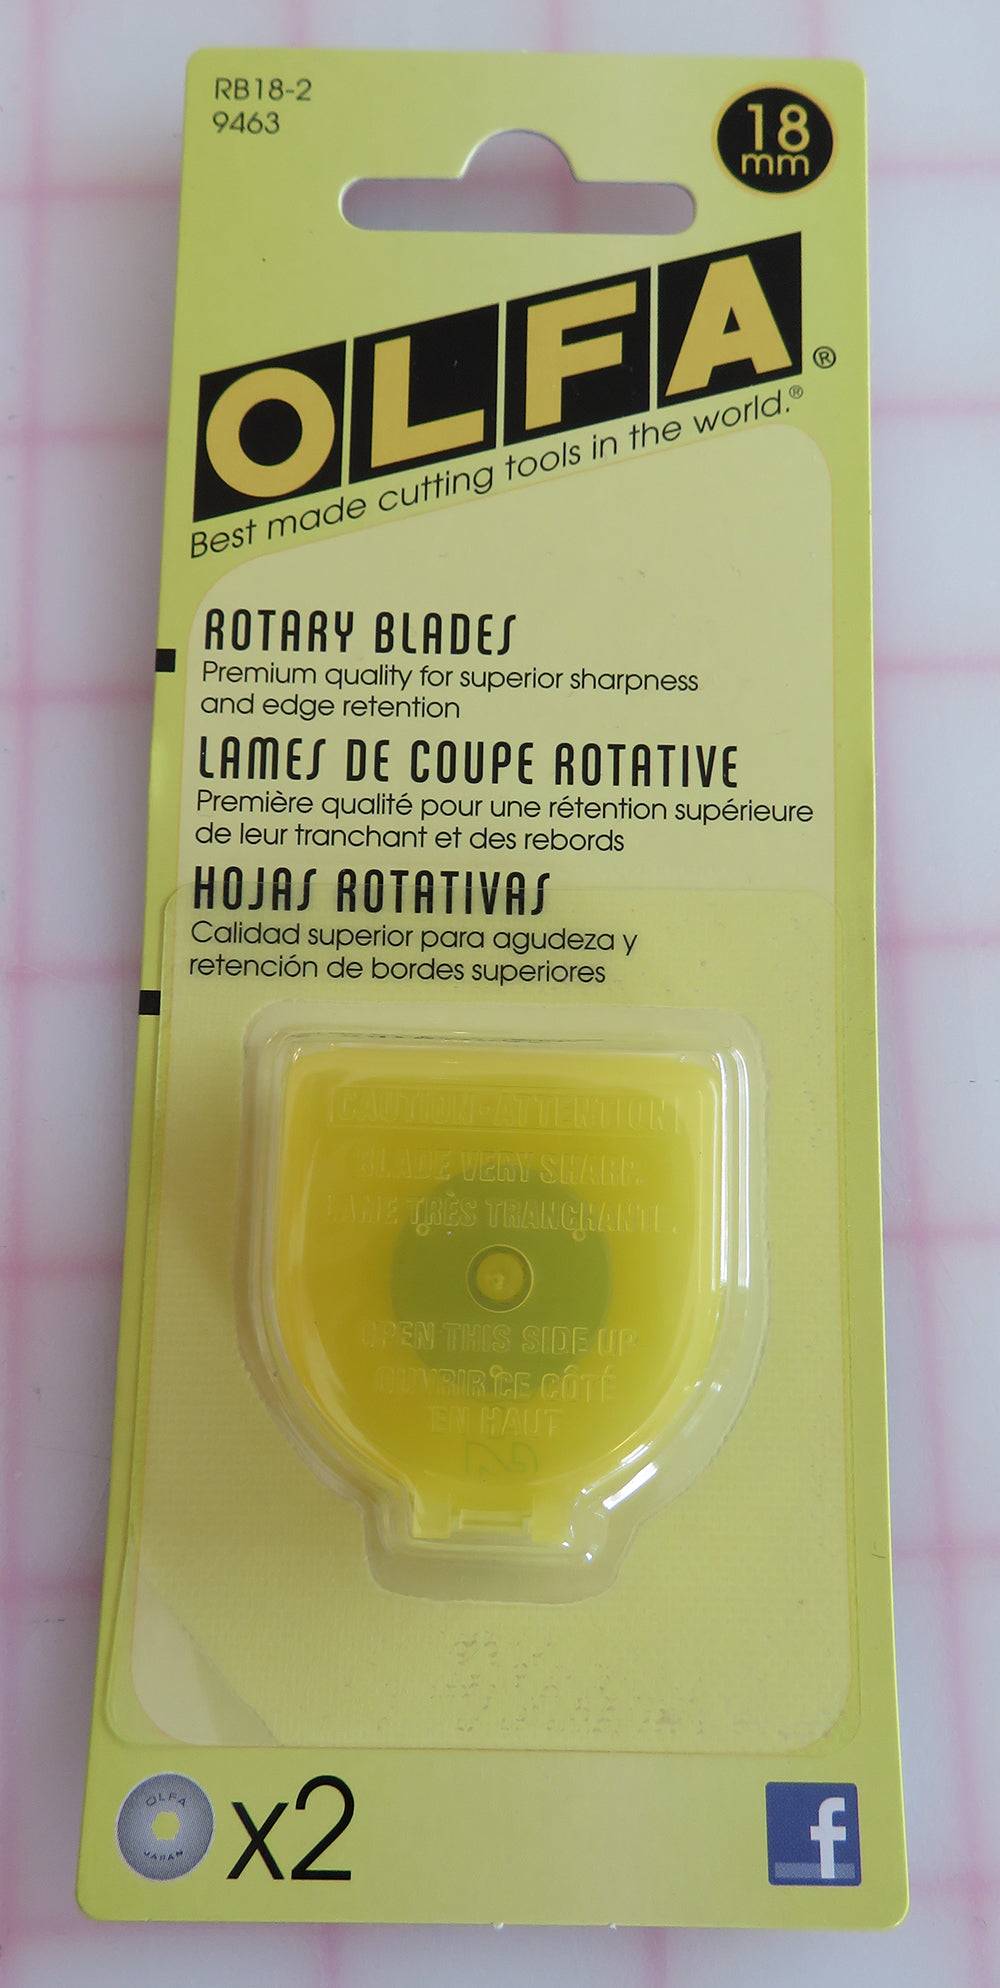 RB18-2
9463
18
mm
OLFA®
Best made cutting tools in the world.®
ROTARY BLADES
Premium quality for superior sharpness
and edge retention
LAMES DE COUPE ROTATIVE
Première qualité pour une rétention supérieure
de leur tranchant et des rebords
HOJAS ROTATIVAS
Calidad superior para agudeza y
retención de bordes superiores
CAUTION·ATTENTION
BLADE VERY SHARP.
LAME TRÈS TRANCHANTE.
OPEN THIS SIDE UP
OUVRIR CE CÔTÉ
EN HAUT
OLFA
JAPAN
x2
f